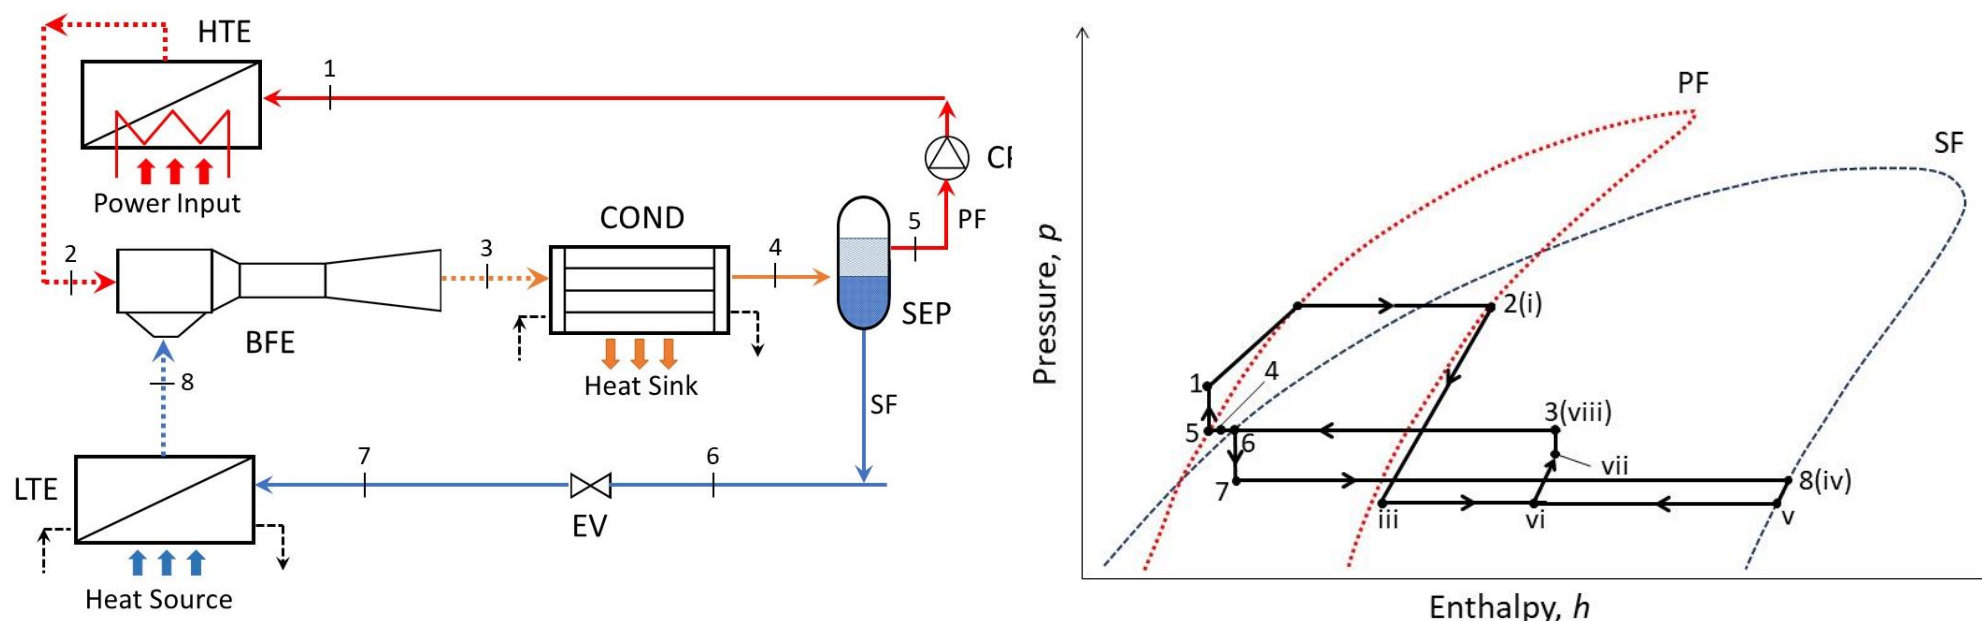 HTE
1
Power Input
CF
2
3
COND
4
5
PF
SEP
BFE
8
Heat Sink
SF
LTE
7
6
EV
Heat Source
Pressure, p
PF
SF
2(i)
1
4
5
6
3(viii)
vii
7
8(iv)
iii
vi
v
Enthalpy, h